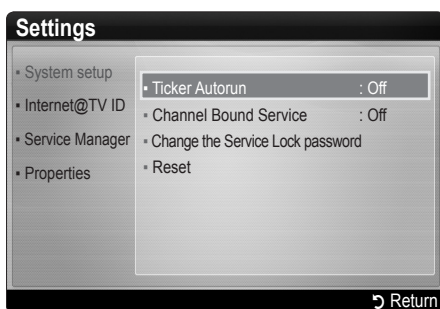 Settings
▪ System setup
▪ Internet@TV ID
▪ Service Manager
▪ Properties
▪ Ticker Autorun : Off
▪ Channel Bound Service : Off
▪ Change the Service Lock password
▪ Reset
Return